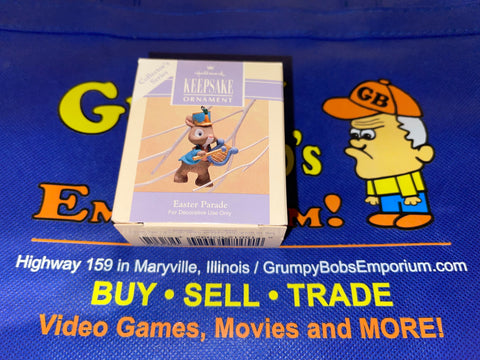 Collector's
Series
Hallmark
KEEPSAKE
ORNAMENT
Easter Parade
For Decorative Use Only
GB
Highway 159 in Maryville, Illinois / GrumpyBobsEmporium.com
BUY • SELL • TRADE
Video Games, Movies and MORE!